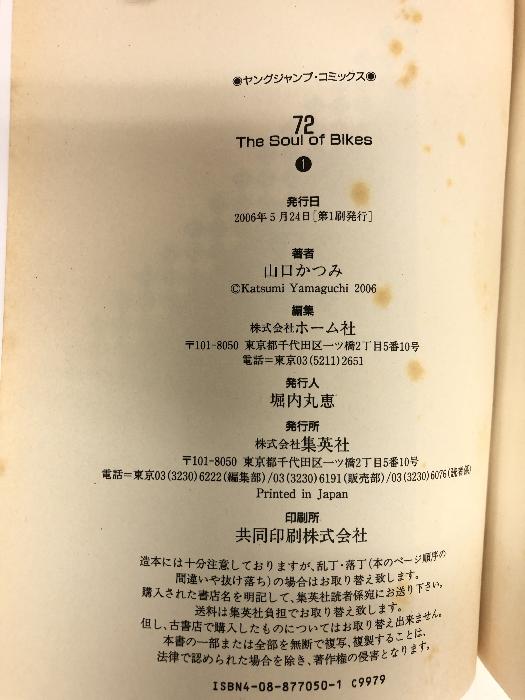 ◉ヤングジャンプ・コミックス◉
72
The Soul of Bikes
❶
発行日
2006年5月24日[第1刷発行]
著者
山口かつみ
©Katsumi Yamaguchi 2006
編集
株式会社ホーム社
〒101-8050 東京都千代田区一ツ橋2丁目5番10号
電話=東京03(5211)2651
発行人
堀内丸恵
発行所
株式会社集英社
〒101-8050 東京都千代田区一ツ橋2丁目5番10号
電話=東京03(3230)6222(編集部)/03(3230)6191(販売部)/03(3230)6076(読者係)
Printed in Japan
印刷所
共同印刷株式会社
造本には十分注意しておりますが、乱丁・落丁(本のページ順序の
間違いや抜け落ち)の場合はお取り替え致します。
購入された書店名を明記して、集英社読者係宛にお送り下さい。
送料は集英社負担でお取り替え致します。
但し、古書店で購入したものについてはお取り替え出来ません。
本書の一部または全部を無断で複写、複製することは、
法律で認められた場合を除き、著作権の侵害となります。
ISBN4-08-877050-1 C9979